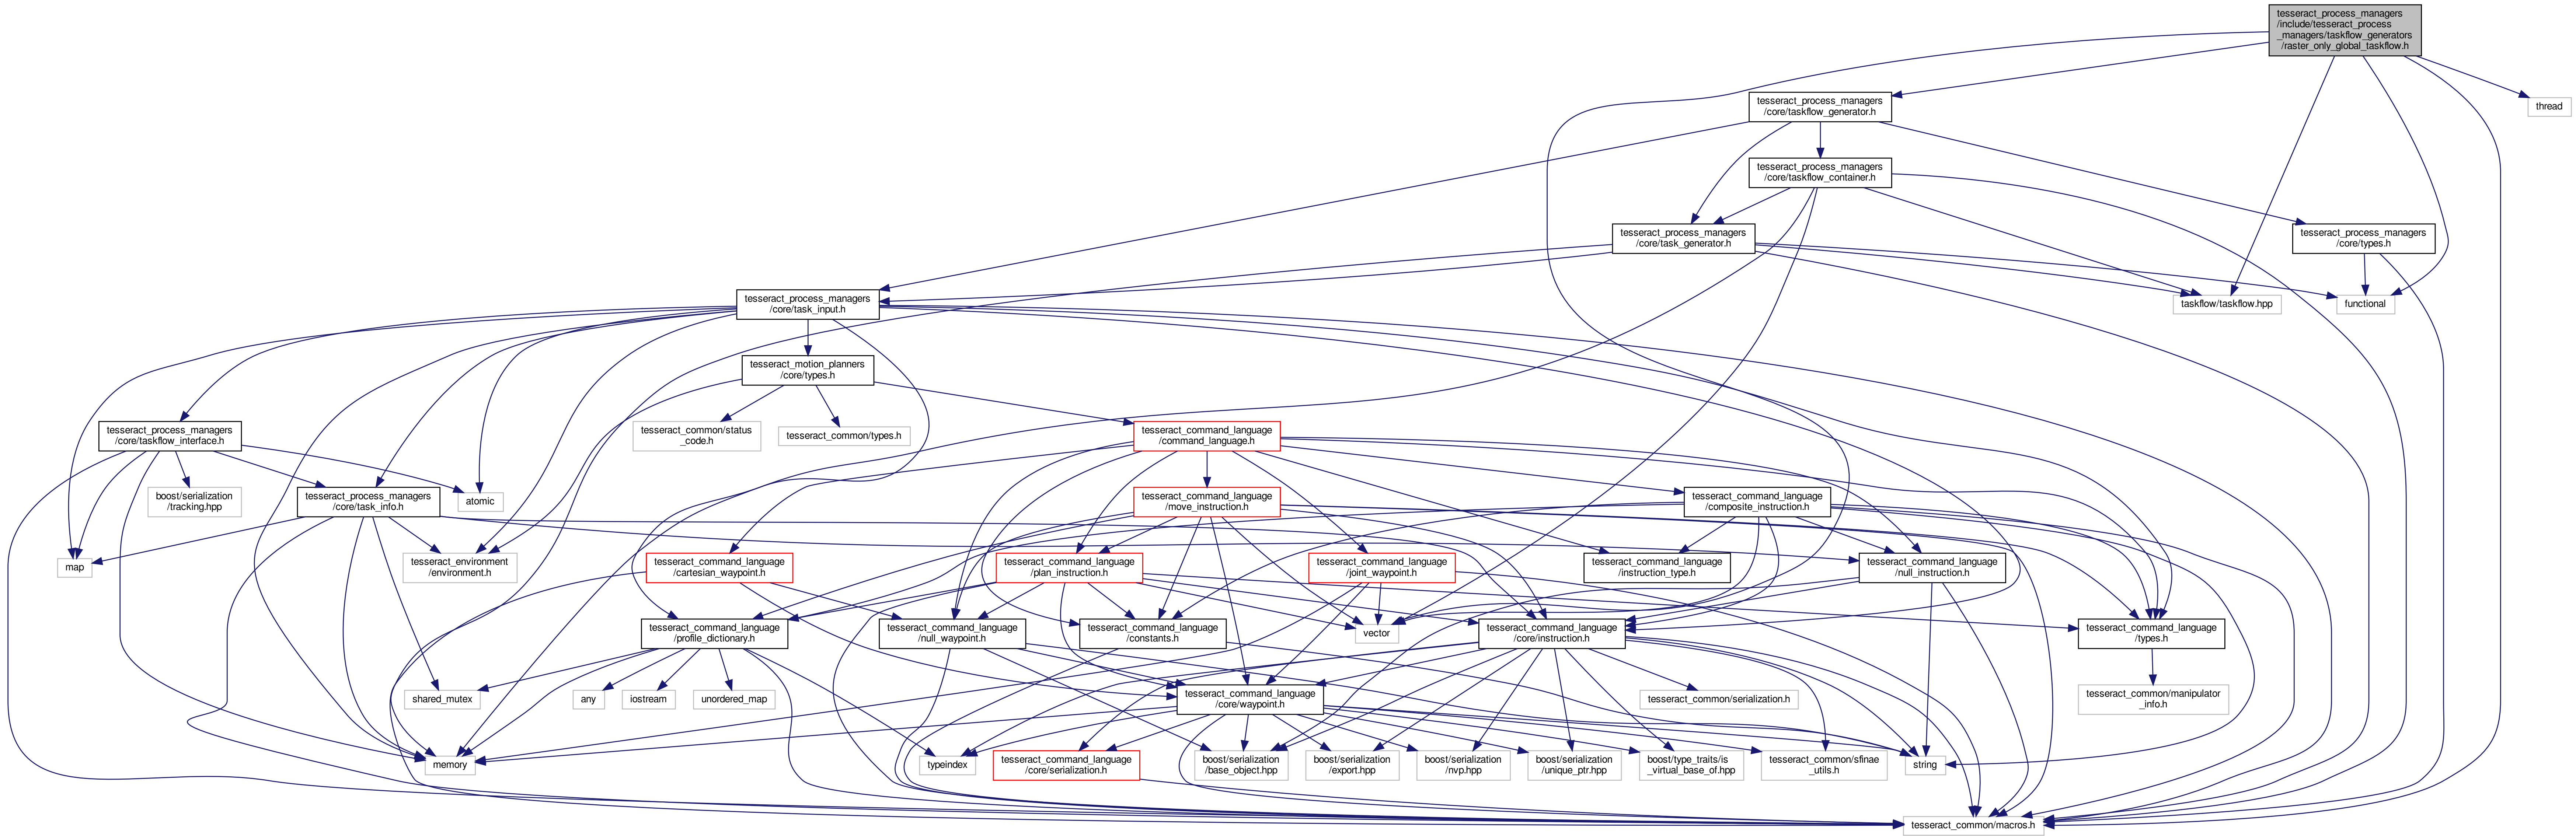 tesseract_process_managers
/include/tesseract_process
_managers/taskflow_generators
/raster_only_global_taskflow.h
tesseract_process_managers
/core/taskflow_generator.h
thread
tesseract_process_managers
/core/taskflow_container.h
tesseract_process_managers
/core/task_generator.h
tesseract_process_managers
/core/types.h
tesseract_process_managers
/core/task_input.h
taskflow/taskflow.hpp
functional
tesseract_motion_planners
/core/types.h
tesseract_process_managers
/core/taskflow_interface.h
tesseract_common/status
_code.h
tesseract_common/types.h
tesseract_command_language
/command_language.h
boost/serialization
/tracking.hpp
tesseract_process_managers
/core/task_info.h
atomic
tesseract_command_language
/move_instruction.h
tesseract_command_language
/composite_instruction.h
map
tesseract_environment
/environment.h
tesseract_command_language
/cartesian_waypoint.h
tesseract_command_language
/plan_instruction.h
tesseract_command_language
/joint_waypoint.h
tesseract_command_language
/instruction_type.h
tesseract_command_language
/null_instruction.h
tesseract_command_language
/profile_dictionary.h
tesseract_command_language
/null_waypoint.h
tesseract_command_language
/constants.h
vector
tesseract_command_language
/core/instruction.h
tesseract_command_language
/types.h
shared_mutex
any
iostream
unordered_map
tesseract_command_language
/core/waypoint.h
tesseract_common/serialization.h
tesseract_common/manipulator
_info.h
memory
typeindex
tesseract_command_language
/core/serialization.h
boost/serialization
/base_object.hpp
boost/serialization
/export.hpp
boost/serialization
/nvp.hpp
boost/serialization
/unique_ptr.hpp
boost/type_traits/is
_virtual_base_of.hpp
tesseract_common/sfinae
_utils.h
string
tesseract_common/macros.h